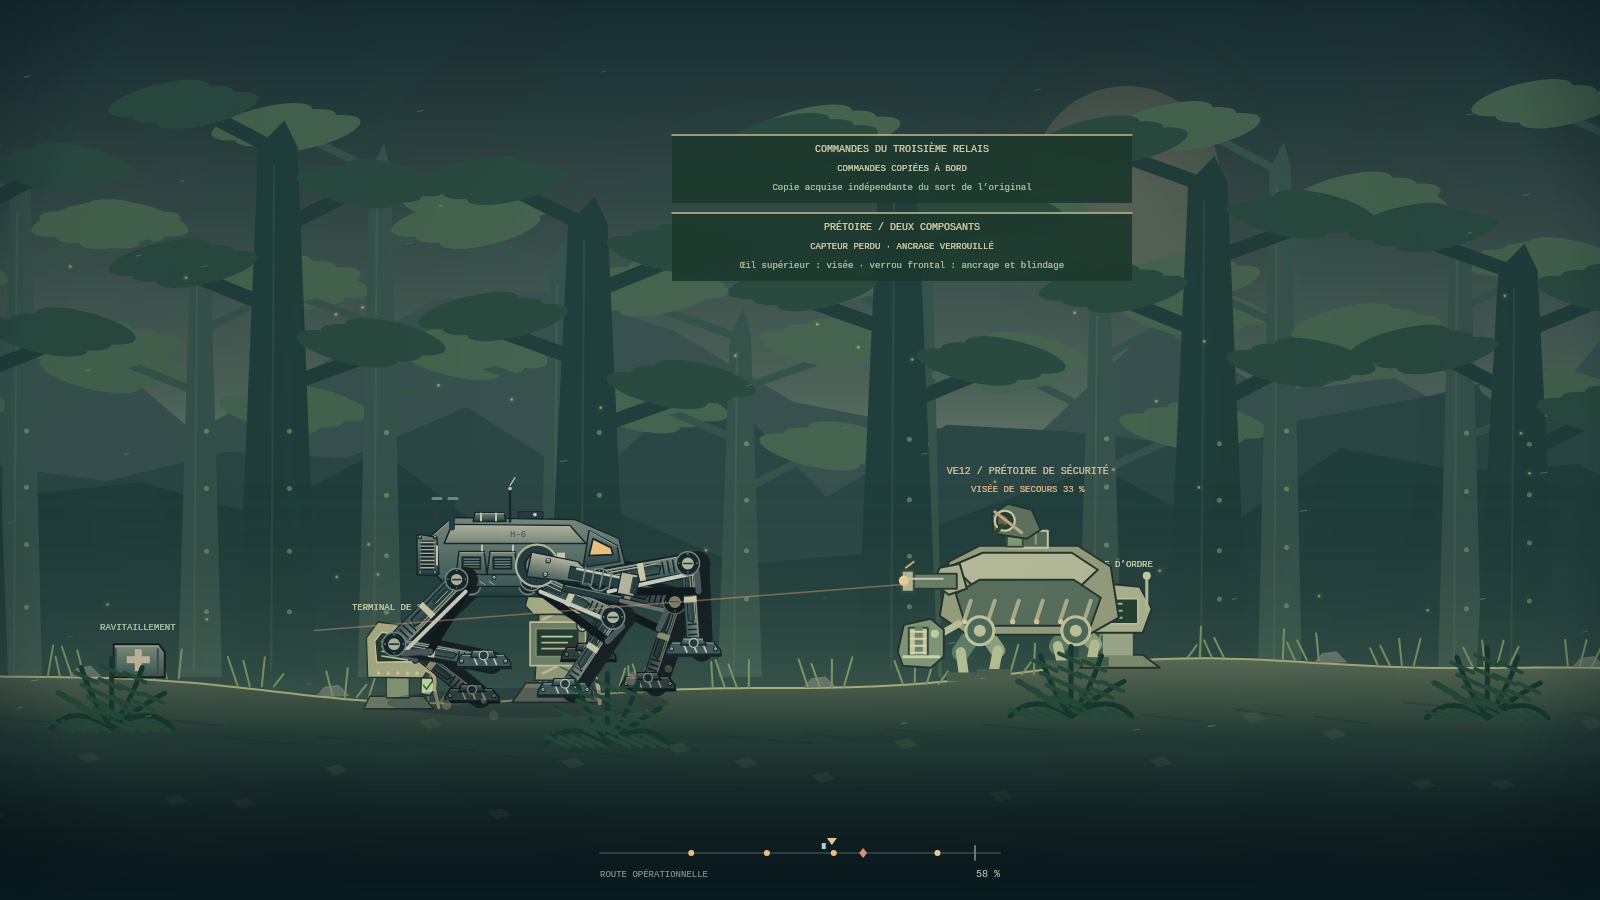 COMMANDES DU TROISIÈME RELAIS
COMMANDES COPIÉES À BORD
Copie acquise indépendante du sort de l’original
PRÉTOIRE / DEUX COMPOSANTS
CAPTEUR PERDU · ANCRAGE VERROUILLÉ
Œil supérieur : visée · verrou frontal : ancrage et blindage
VE12 / PRÉTOIRE DE SÉCURITÉ
VISÉE DE SECOURS 33 %
H-6
D’ORDRE
TERMINAL DE
RAVITAILLEMENT
ROUTE OPÉRATIONNELLE
58 %